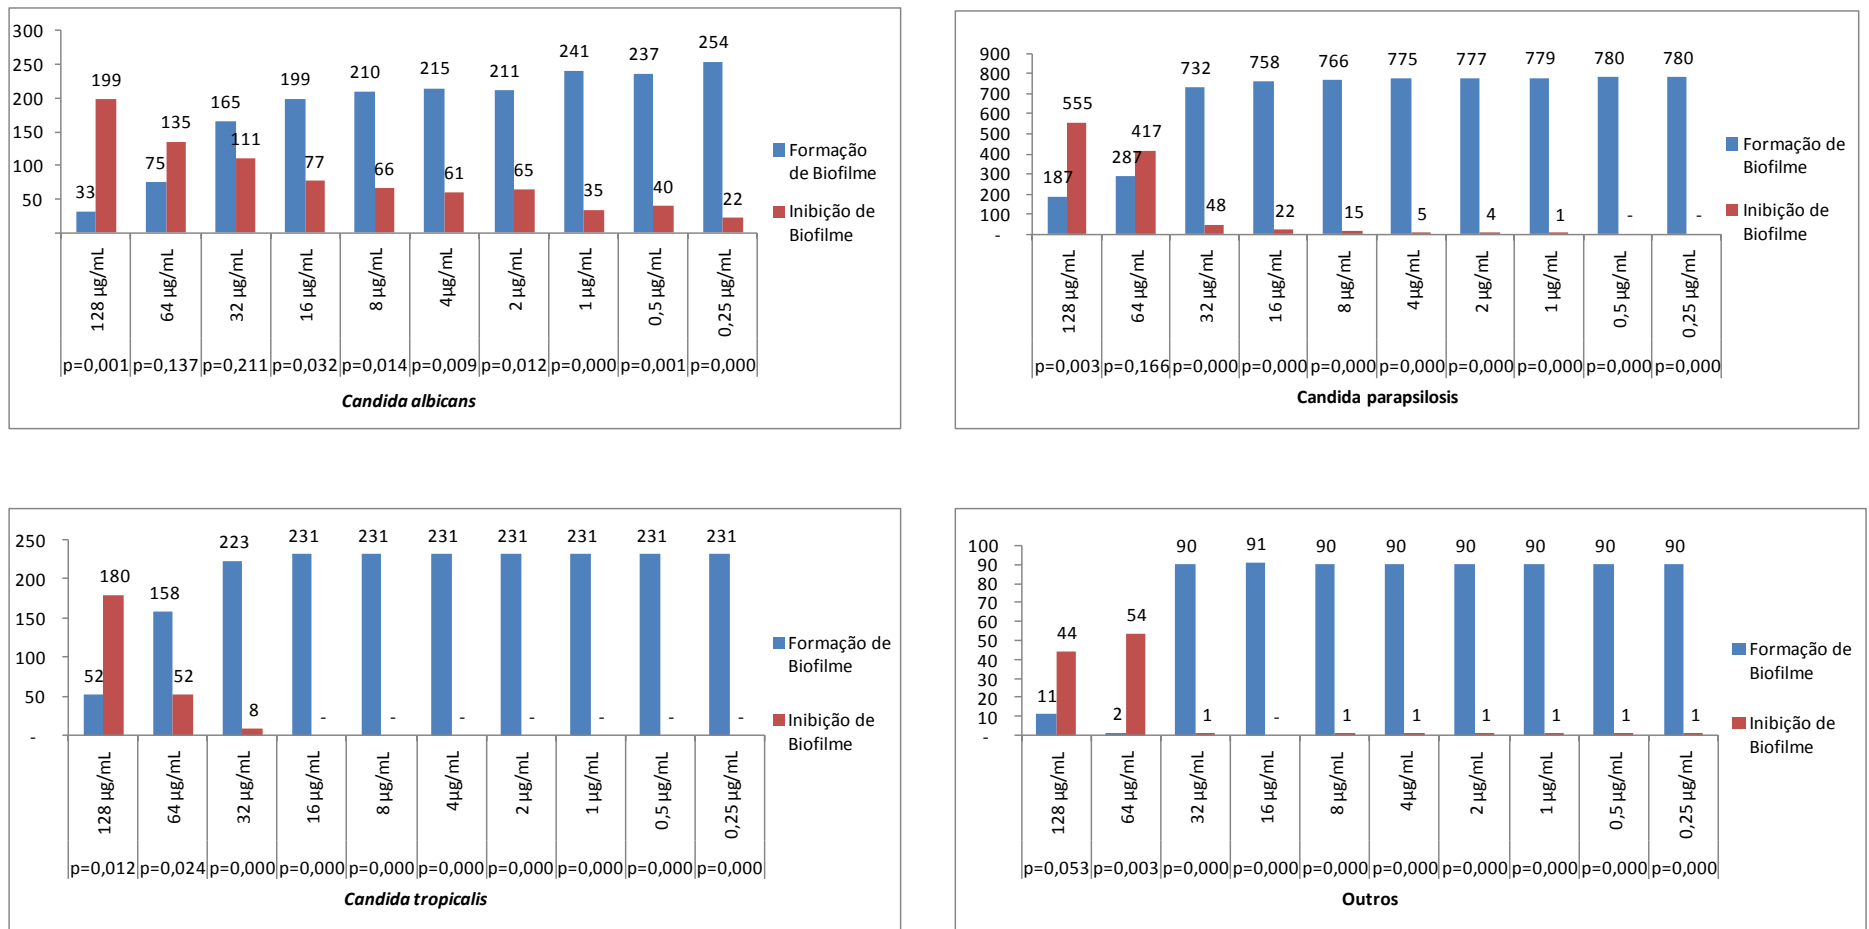 300
250
200
150
100
50
-
33
199
75
135
165
111
199
77
210
66
215
61
211
65
241
35
237
40
254
22
Formação
de Biofilme
Inibição de
Biofilme
128 µg/mL
64 µg/mL
32 µg/mL
16 µg/mL
8 µg/mL
4µg/mL
2 µg/mL
1 µg/mL
0,5 µg/mL
0,25 µg/mL
p=0,001 p=0,137 p=0,211 p=0,032 p=0,014 p=0,009 p=0,012 p=0,000 p=0,001 p=0,000
Candida albicans
900
800
700
600
500
400
300
200
100
-
187
555
287
417
732
48
758
22
766
15
775
5
777
4
779
1
780
-
780
-
Formação de
Biofilme
Inibição de
Biofilme
128 µg/mL
64 µg/mL
32 µg/mL
16 µg/mL
8 µg/mL
4µg/mL
2 µg/mL
1 µg/mL
0,5 µg/mL
0,25 µg/mL
p=0,003 p=0,166 p=0,000 p=0,000 p=0,000 p=0,000 p=0,000 p=0,000 p=0,000 p=0,000
Candida parapsilosis
250
200
150
100
50
-
52
180
158
52
223
8
231
-
231
-
231
-
231
-
231
-
231
-
231
-
Formação de
Biofilme
Inibição de
Biofilme
128 µg/mL
64 µg/mL
32 µg/mL
16 µg/mL
8 µg/mL
4µg/mL
2 µg/mL
1 µg/mL
0,5 µg/mL
0,25 µg/mL
p=0,012 p=0,024 p=0,000 p=0,000 p=0,000 p=0,000 p=0,000 p=0,000 p=0,000 p=0,000
Candida tropicalis
100
90
80
70
60
50
40
30
20
10
-
11
44
2
54
90
1
91
-
90
1
90
1
90
1
90
1
90
1
90
1
Formação de
Biofilme
Inibição de
Biofilme
128 µg/mL
64 µg/mL
32 µg/mL
16 µg/mL
8 µg/mL
4µg/mL
2 µg/mL
1 µg/mL
0,5 µg/mL
0,25 µg/mL
p=0,053 p=0,003 p=0,000 p=0,000 p=0,000 p=0,000 p=0,000 p=0,000 p=0,000 p=0,000
Outros